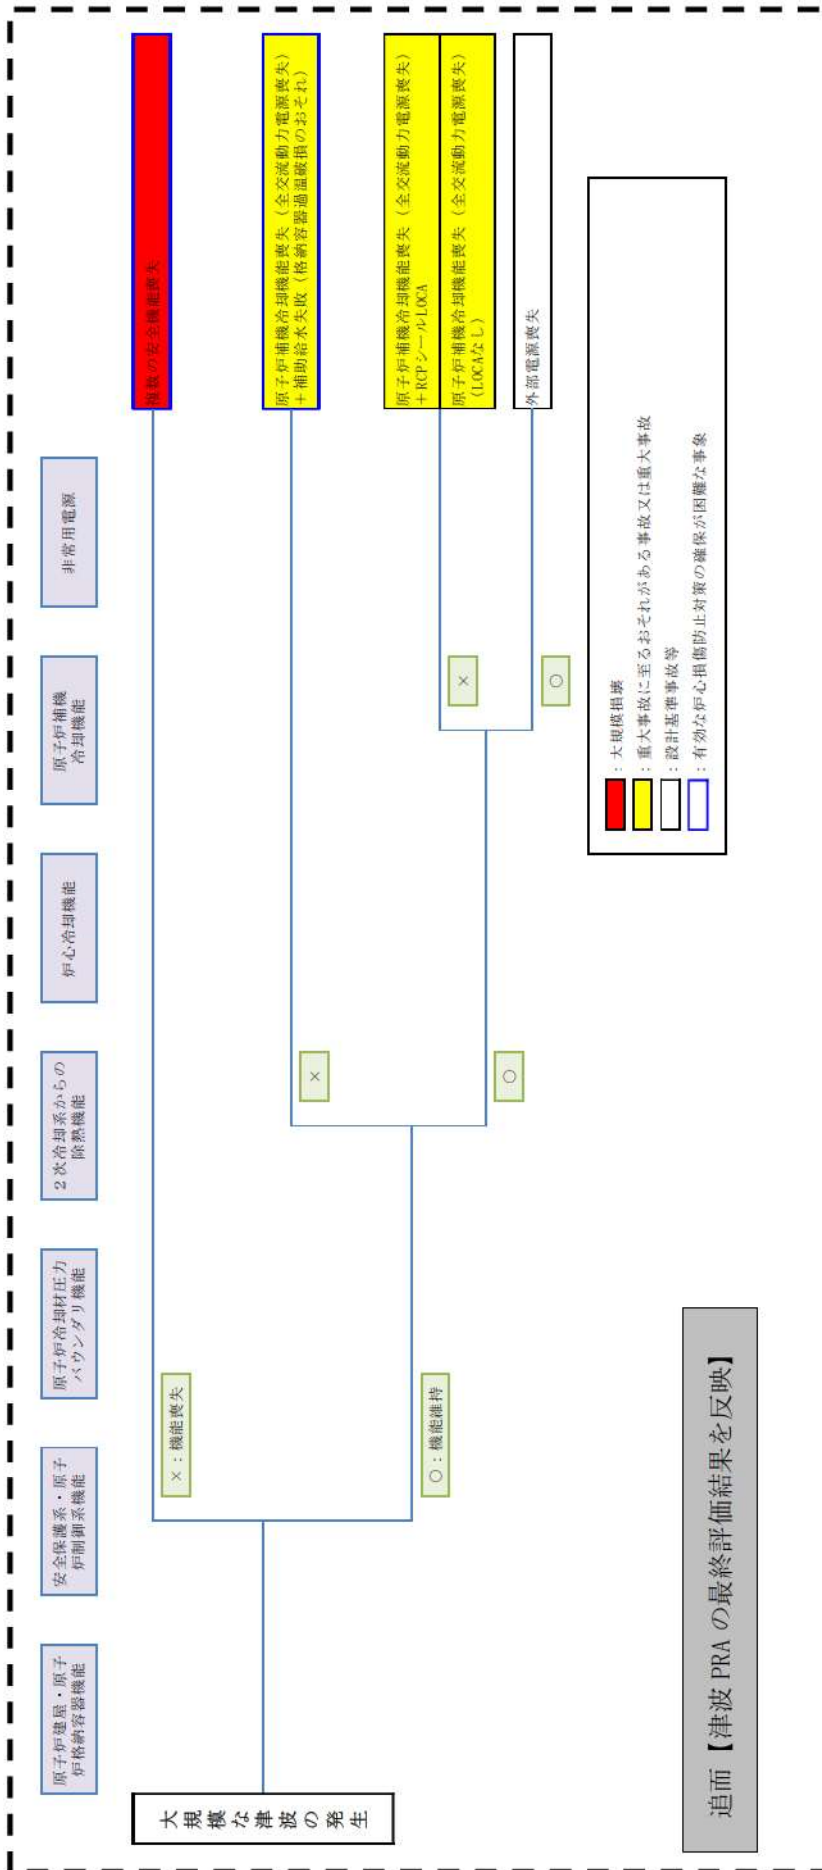 原子炉建屋・原子
炉格納容器機能
安全保護系・原子
炉制御系機能
原子炉冷却材圧力
バウンダリ機能
2次冷却系からの
除熱機能
炉心冷却機能
原子炉補機
冷却機能
非常用電源
大規模な津波の発生
×：機能喪失
○：機能維持
×
○
×
○
複数の安全機能喪失
原子炉補機冷却機能喪失（全交流動力電源喪失）
＋補助給水失敗（格納容器過温破損のおそれ）
原子炉補機冷却機能喪失（全交流動力電源喪失）
＋RCPシールLOCA
原子炉補機冷却機能喪失（全交流動力電源喪失）
（LOCAなし）
外部電源喪失
：大規模損壊
：重大事故に至るおそれがある事故又は重大事故
：設計基準事故等
：有効な炉心損傷防止対策の確保が困難な事象
追而【津波 PRA の最終評価結果を反映】